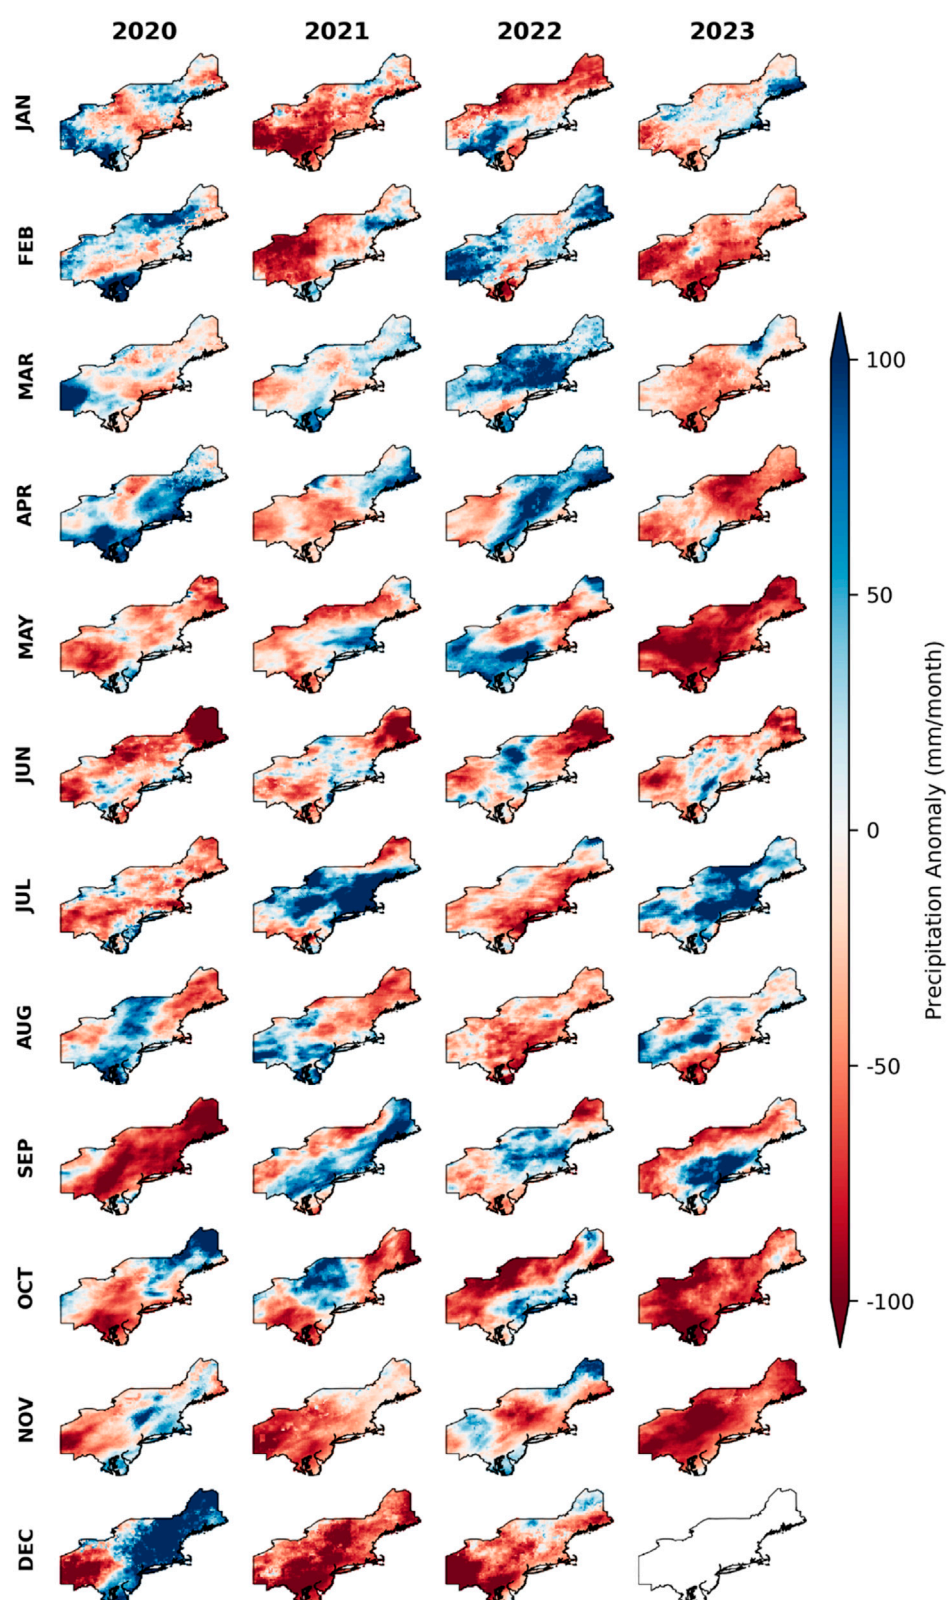 2020 2021 2022 2023
JAN
FEB
MAR
APR
MAY
JUN
JUL
AUG
SEP
OCT
NOV
DEC
100
50
0
-50
-100
Precipitation Anomaly (mm/month)